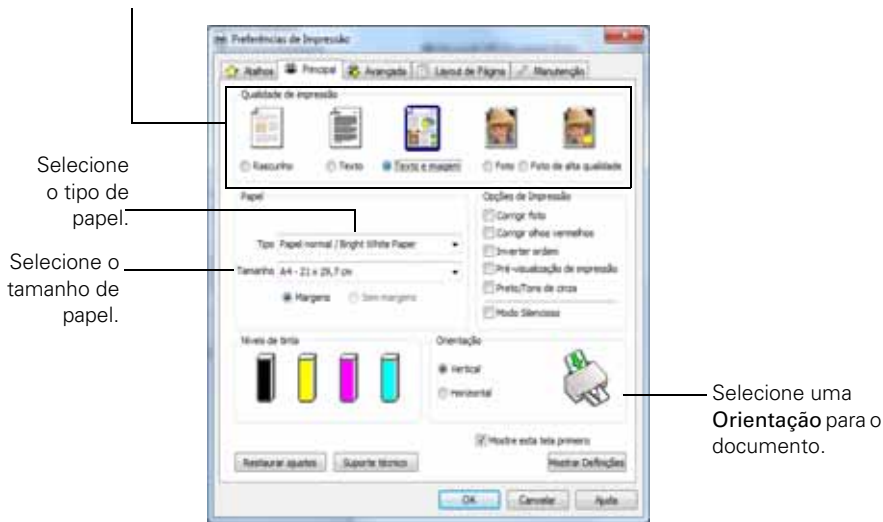 Preferências de Impressão
Atalhos Principal Avançada Layout de Página Manutenção
Qualidade de impressão
Rascunho Texto Texto e imagem Foto Foto de alta qualidade
Selecione
o tipo de
papel.
Papel
Tipo Papel normal / Bright White Paper
Selecione o
tamanho de
papel.
Tamanho A4 - 21 x 29,7 cm
Margens Sem margens
Opções de Impressão
Corrigir foto
Corrigir olhos vermelhos
Inverter ordem
Pré-visualização de impressão
Preto/Tons de cinza
Modo Silencioso
Níveis de tinta
Orientação
Vertical
Horizontal
Selecione uma
Orientação para o
documento.
Mostre esta tela primeiro
Restaurar ajustes Suporte técnico Mostrar Definições
OK Cancelar Ajuda